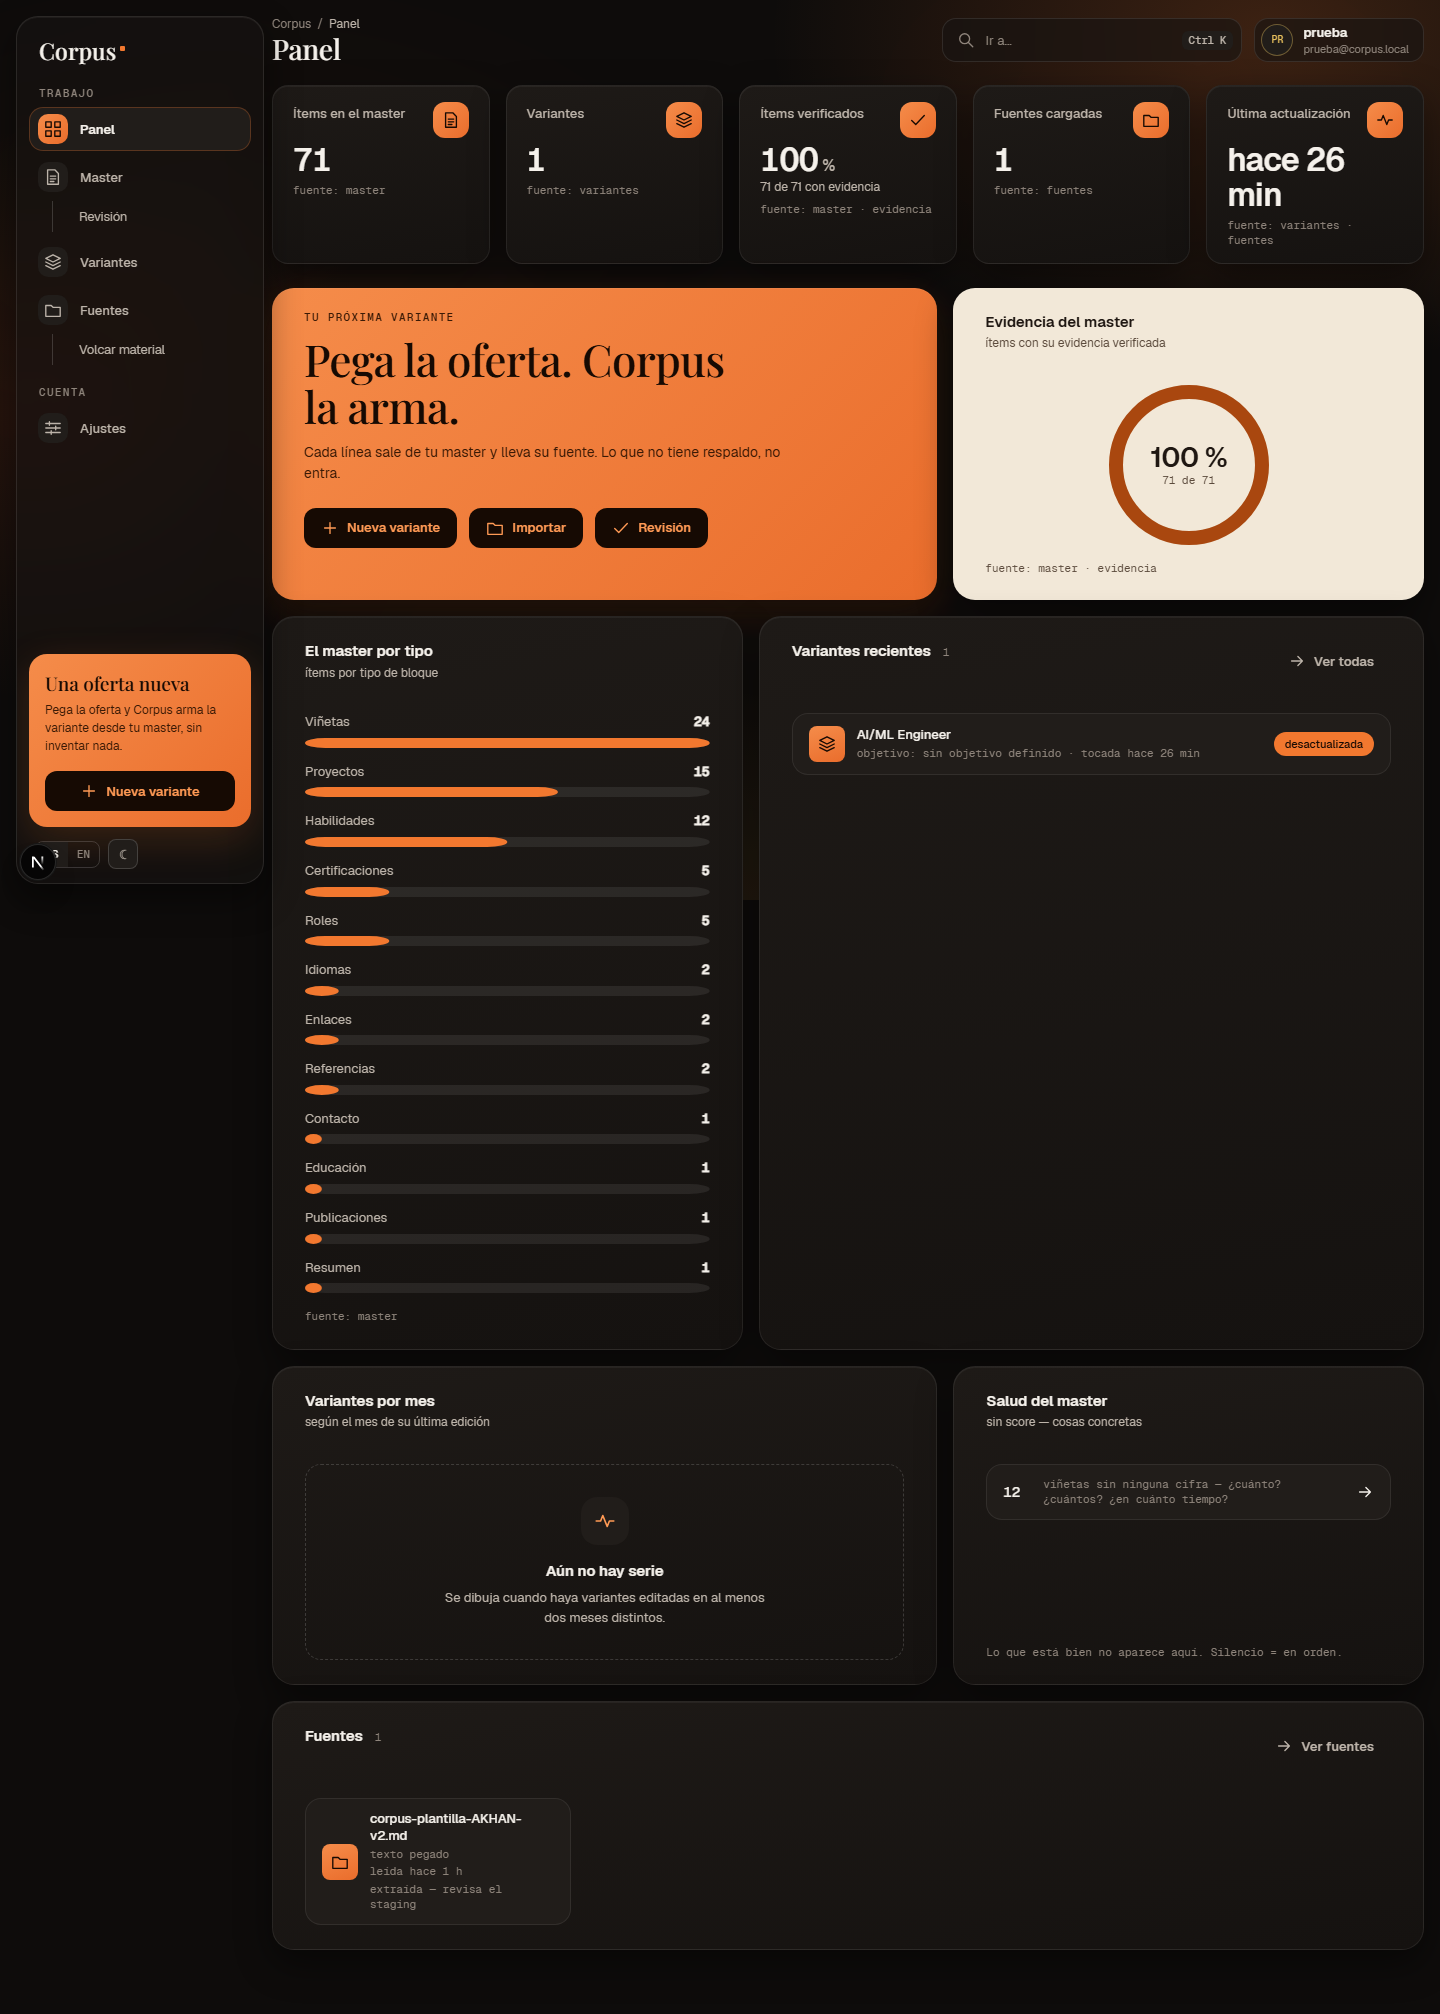 Corpus
TRABAJO
Panel
Master
Revisión
Variantes
Fuentes
Volcar material
CUENTA
Ajustes
Una oferta nueva
Pega la oferta y Corpus arma la
variante desde tu master, sin
inventar nada.
+ Nueva variante
EN
Corpus / Panel
Panel
Ir a...
Ctrl K
PR
prueba
prueba@corpus.local
Ítems en el master
71
fuente: master
Variantes
1
fuente: variantes
Ítems verificados
100 %
71 de 71 con evidencia
fuente: master · evidencia
Fuentes cargadas
1
fuente: fuentes
Última actualización
hace 26
min
fuente: variantes ·
fuentes
TU PRÓXIMA VARIANTE
Pega la oferta. Corpus
la arma.
Cada línea sale de tu master y lleva su fuente. Lo que no tiene respaldo, no
entra.
+ Nueva variante
Importar
Revisión
Evidencia del master
ítems con su evidencia verificada
100 %
71 de 71
fuente: master · evidencia
El master por tipo
ítems por tipo de bloque
Viñetas 24
Proyectos 15
Habilidades 12
Certificaciones 5
Roles 5
Idiomas 2
Enlaces 2
Referencias 2
Contacto 1
Educación 1
Publicaciones 1
Resumen 1
fuente: master
Variantes recientes 1
→ Ver todas
AI/ML Engineer
objetivo: sin objetivo definido · tocada hace 26 min
desactualizada
Variantes por mes
según el mes de su última edición
Aún no hay serie
Se dibuja cuando haya variantes editadas en al menos
dos meses distintos.
Salud del master
sin score — cosas concretas
12
viñetas sin ninguna cifra — ¿cuánto?
¿cuántos? ¿en cuánto tiempo?
Lo que está bien no aparece aquí. Silencio = en orden.
Fuentes 1
→ Ver fuentes
corpus-plantilla-AKHAN-
v2.md
texto pegado
leída hace 1 h
extraída — revisa el
staging